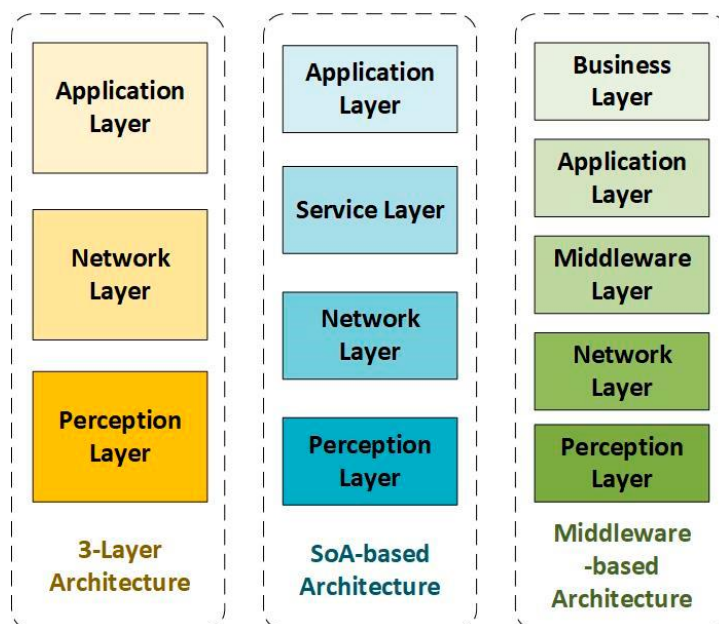 Application
Layer
Network
Layer
Perception
Layer
3-Layer
Architecture
Application
Layer
Service Layer
Network
Layer
Perception
Layer
SoA-based
Architecture
Business
Layer
Application
Layer
Middleware
Layer
Network
Layer
Perception
Layer
Middleware
-based
Architecture